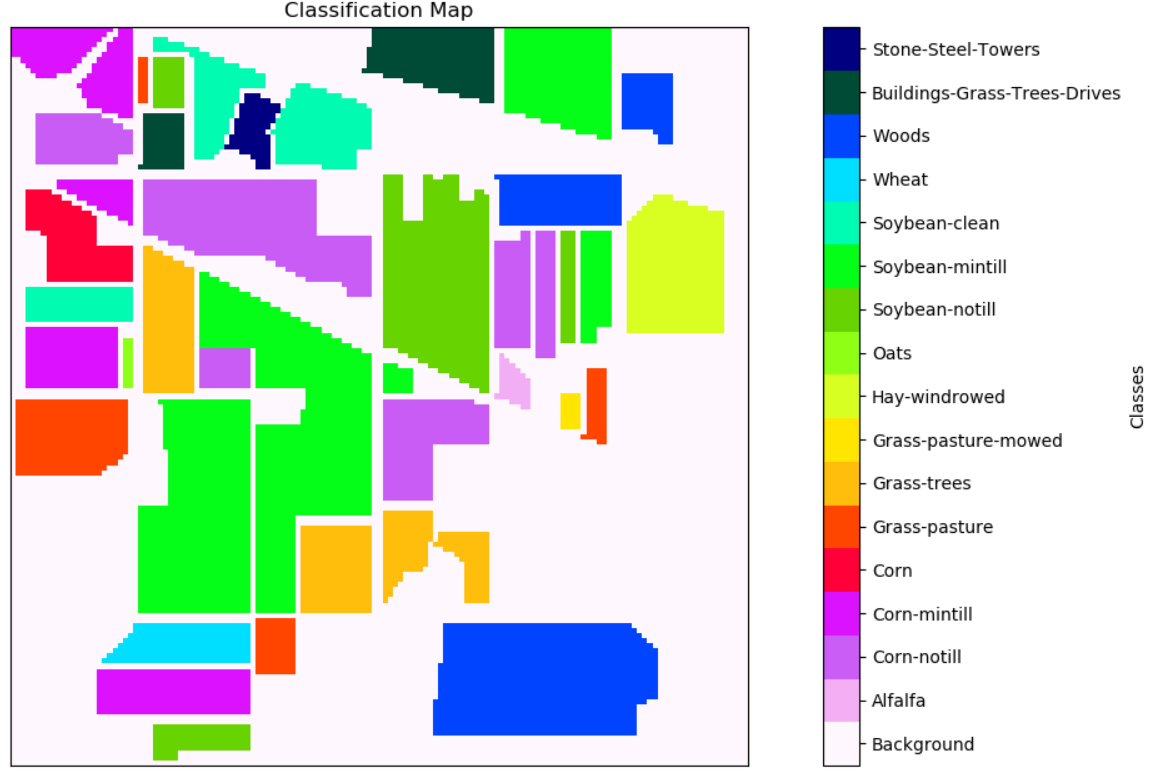 Classification Map
Stone-Steel-Towers
Buildings-Grass-Trees-Drives
Woods
Wheat
Soybean-clean
Soybean-mintill
Soybean-notill
Oats
Hay-windrowed
Grass-pasture-mowed
Grass-trees
Grass-pasture
Corn
Corn-mintill
Corn-notill
Alfalfa
Background
Classes